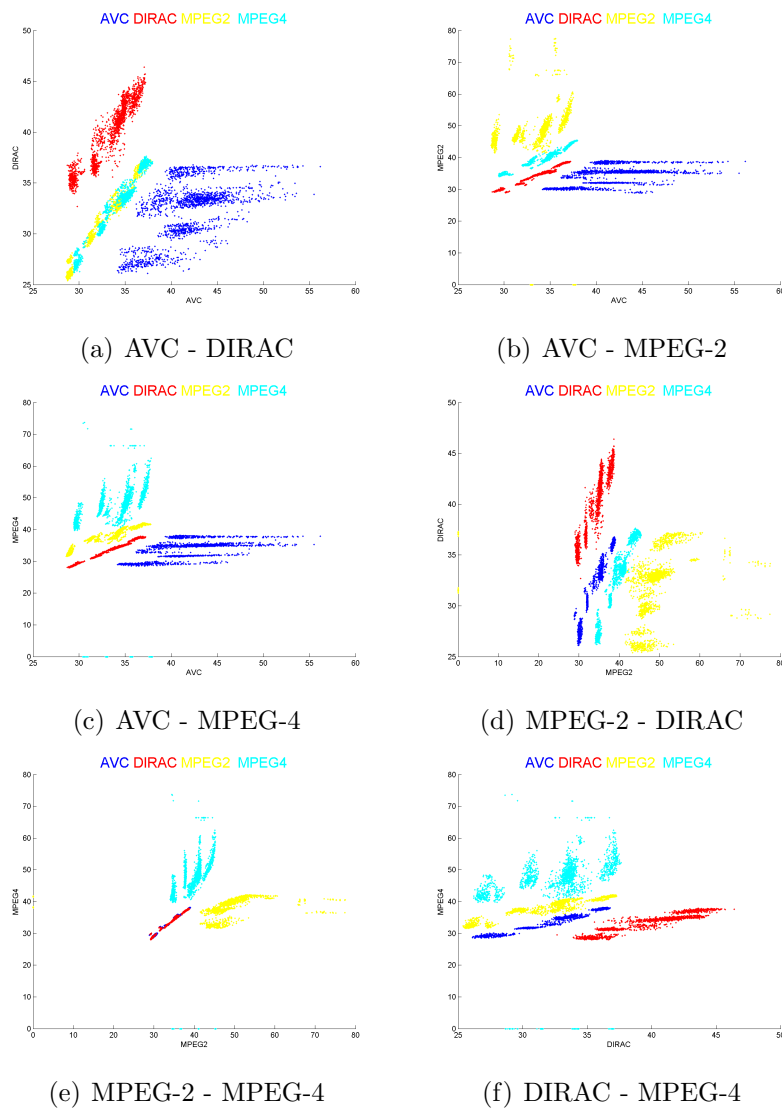 AVC DIRAC MPEG2 MPEG4
50
45
40
35
30
25
DIRAC
25 30 35 40 45 50 55 60
AVC
(a) AVC - DIRAC
AVC DIRAC MPEG2 MPEG4
80
70
60
50
40
30
20
10
0
MPEG2
25 30 35 40 45 50 55 60
AVC
(b) AVC - MPEG-2
AVC DIRAC MPEG2 MPEG4
80
70
60
50
40
30
20
10
0
MPEG4
25 30 35 40 45 50 55 60
AVC
(c) AVC - MPEG-4
AVC DIRAC MPEG2 MPEG4
50
45
40
35
30
25
DIRAC
0 10 20 30 40 50 60 70 80
MPEG2
(d) MPEG-2 - DIRAC
AVC DIRAC MPEG2 MPEG4
80
70
60
50
40
30
20
10
0
MPEG4
0 10 20 30 40 50 60 70 80
MPEG2
(e) MPEG-2 - MPEG-4
AVC DIRAC MPEG2 MPEG4
80
70
60
50
40
30
20
10
0
MPEG4
25 30 35 40 45 50
DIRAC
(f) DIRAC - MPEG-4